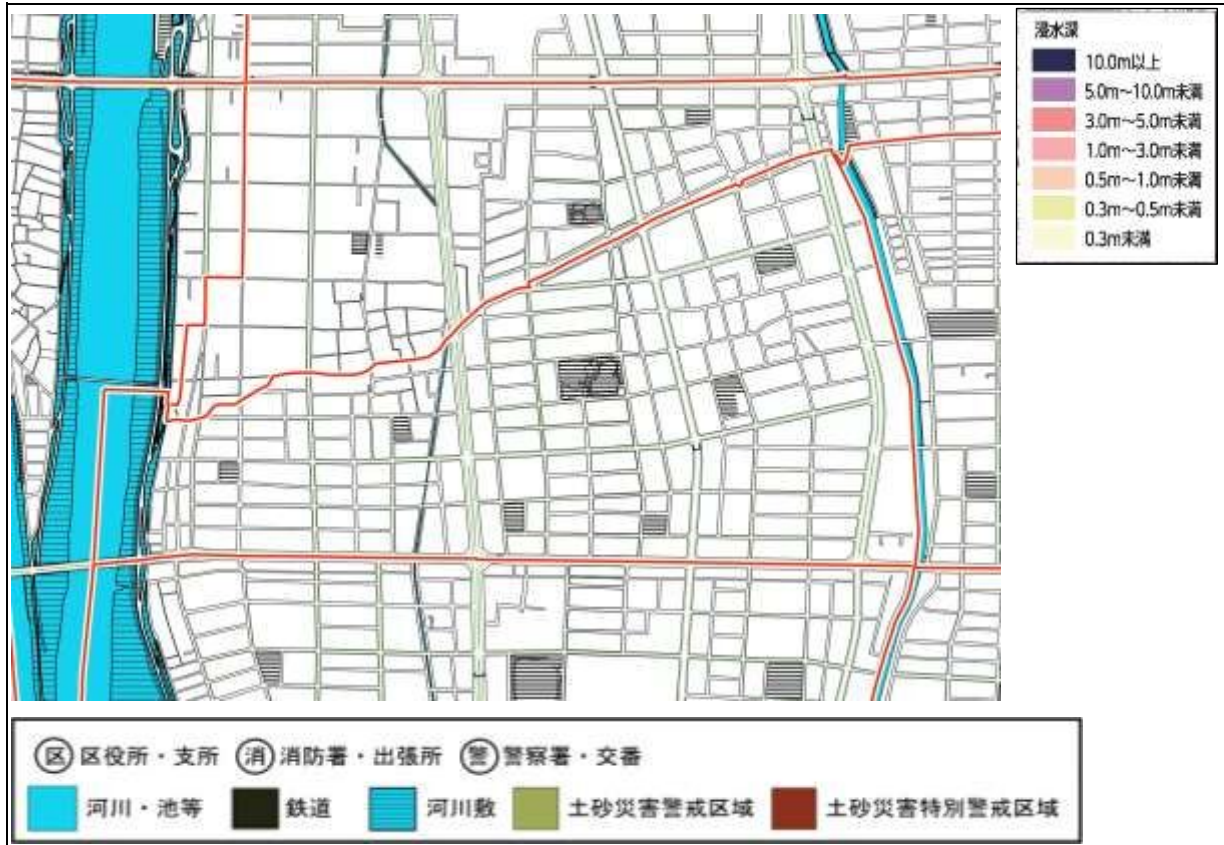 浸水深
10.0m以上
5.0m～10.0m未満
3.0m～5.0m未満
1.0m～3.0m未満
0.5m～1.0m未満
0.3m～0.5m未満
0.3m未満
区 区役所・支所 消 消防署・出張所 警 警察署・交番
河川・池等 鉄道 河川敷 土砂災害警戒区域 土砂災害特別警戒区域